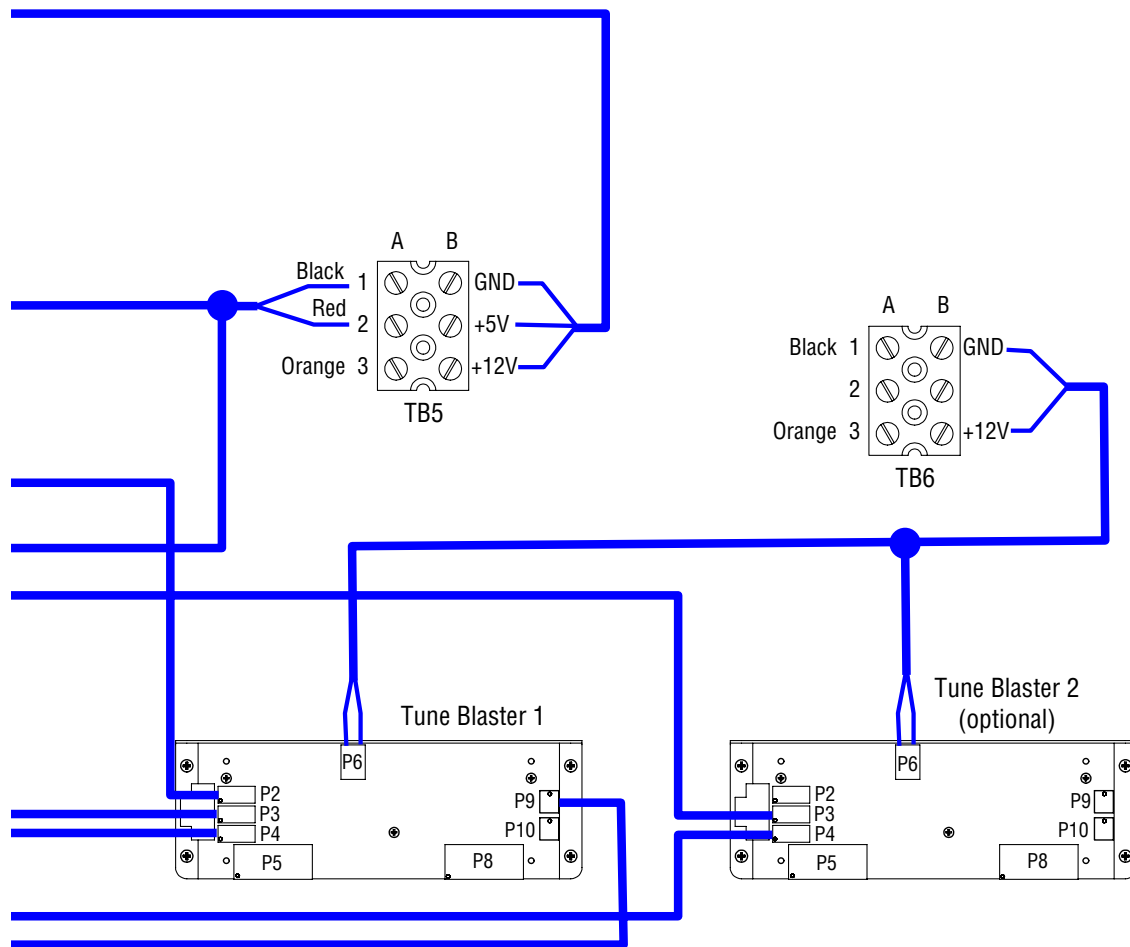 A B
Black 1 GND
Red 2 +5V
Orange 3 +12V
TB5
A B
Black 1 GND
2
Orange 3 +12V
TB6
Tune Blaster 1
P6
P2
P3
P4
P5
P8
P9
P10
Tune Blaster 2
(optional)
P6
P2
P3
P4
P5
P8
P9
P10